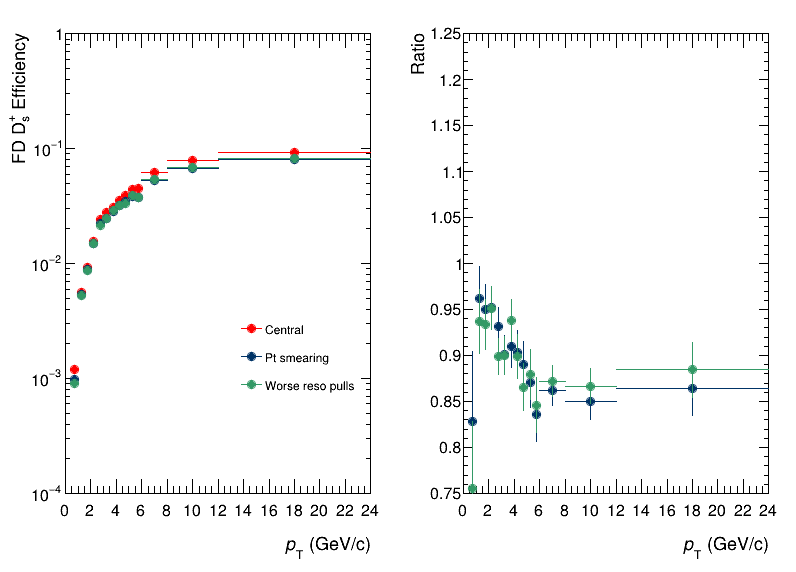 FD D_s^+ Efficiency
1
10^−1
10^−2
10^−3
10^−4
0 2 4 6 8 10 12 14 16 18 20 22 24
p_T (GeV/c)
Central
Pt smearing
Worse reso pulls
Ratio
1.25
1.2
1.15
1.1
1.05
1
0.95
0.9
0.85
0.8
0.75
0 2 4 6 8 10 12 14 16 18 20 22 24
p_T (GeV/c)